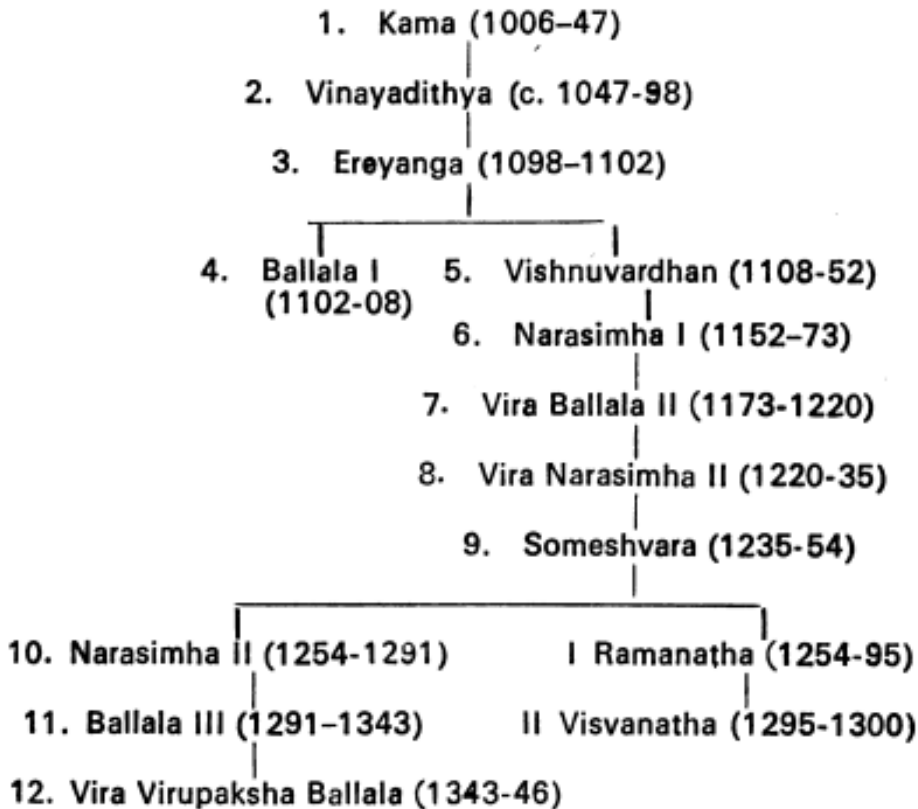 1. Kama (1006–47)
2. Vinayadithya (c. 1047-98)
3. Ereyanga (1098–1102)
4. Ballala I 5. Vishnuvardhan (1108-52)
(1102-08)
6. Narasimha I (1152–73)
7. Vira Ballala II (1173-1220)
8. Vira Narasimha II (1220-35)
9. Someshvara (1235-54)
10. Narasimha II (1254-1291) I Ramanatha (1254-95)
11. Ballala III (1291–1343) II Visvanatha (1295-1300)
12. Vira Virupaksha Ballala (1343-46)